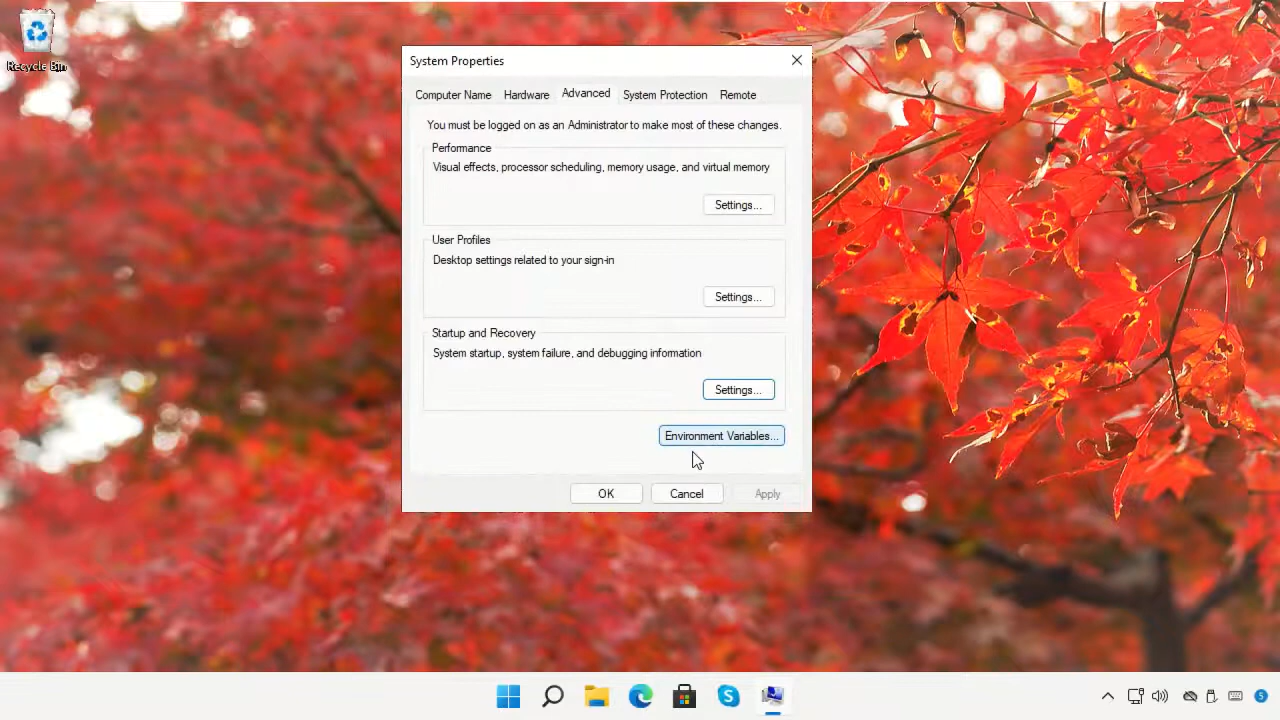 Recycle Bin
System Properties
Computer Name Hardware Advanced System Protection Remote
You must be logged on as an Administrator to make most of these changes.
Performance
Visual effects, processor scheduling, memory usage, and virtual memory
Settings...
User Profiles
Desktop settings related to your sign-in
Settings...
Startup and Recovery
System startup, system failure, and debugging information
Settings...
Environment Variables...
OK Cancel Apply
S
5